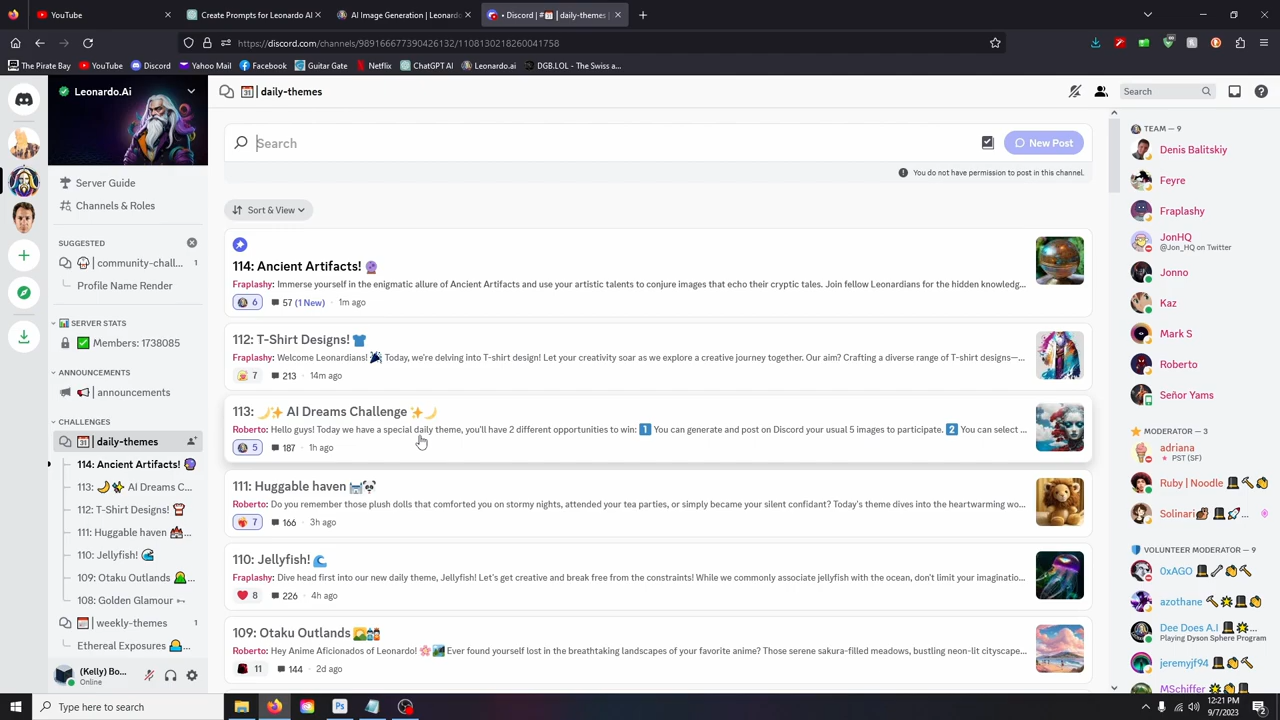 YouTube
Create Prompts for Leonardo AI
AI Image Generation | Leonardo.
• Discord | # | daily-themes |
https://discord.com/channels/989166677390426132/1108130218260041758
The Pirate Bay
YouTube
Discord
Yahoo Mail
Facebook
Guitar Gate
Netflix
ChatGPT AI
Leonardo.ai
DGB.LOL - The Swiss a...
Leonardo.Ai
| daily-themes
Search
Search
New Post
You do not have permission to post in this channel.
Server Guide
Channels & Roles
SUGGESTED
| community-chall... 1
Profile Name Render
SERVER STATS
Members: 1738085
ANNOUNCEMENTS
| announcements
CHALLENGES
| daily-themes
114: Ancient Artifacts!
113: AI Dreams C...
112: T-Shirt Designs!
111: Huggable haven ...
110: Jellyfish!
109: Otaku Outlands ...
108: Golden Glamour
| weekly-themes 1
Ethereal Exposures ...
(Kelly) Bo...
Online
Sort & View
114: Ancient Artifacts!
Fraplashy: Immerse yourself in the enigmatic allure of Ancient Artifacts and use your artistic talents to conjure images that echo their cryptic tales. Join fellow Leonardians for the hidden knowledg...
6 57 (1 New) • 1m ago
112: T-Shirt Designs!
Fraplashy: Welcome Leonardians! Today, we're delving into T-shirt design! Let your creativity soar as we explore a creative journey together. Our aim? Crafting a diverse range of T-shirt designs—...
7 213 • 14m ago
113: AI Dreams Challenge
Roberto: Hello guys! Today we have a special daily theme, you'll have 2 different opportunities to win: 1 You can generate and post on Discord your usual 5 images to participate. 2 You can select ...
5 187 • 1h ago
111: Huggable haven
Roberto: Do you remember those plush dolls that comforted you on stormy nights, attended your tea parties, or simply became your silent confidant? Today's theme dives into the heartwarming wo...
7 166 • 3h ago
110: Jellyfish!
Fraplashy: Dive head first into our new daily theme, Jellyfish! Let's get creative and break free from the constraints! While we commonly associate jellyfish with the ocean, don't limit your imaginatio...
8 226 • 4h ago
109: Otaku Outlands
Roberto: Hey Anime Aficionados of Leonardo! Ever found yourself lost in the breathtaking landscapes of your favorite anime? Those serene sakura-filled meadows, bustling neon-lit cityscape...
11 144 • 2d ago
TEAM — 9
Denis Balitskiy
Feyre
Fraplashy
JonHQ
@Jon_HQ on Twitter
Jonno
Kaz
Mark S
Roberto
Señor Yams
MODERATOR — 3
adriana
PST (SF)
Ruby | Noodle
Solinari ...
VOLUNTEER MODERATOR — 9
0xAGO
azothane
Dee Does A.I ...
Playing Dyson Sphere Program
jeremyjf94
MSchiffer
Type here to search
12:21 PM
9/7/2023
2